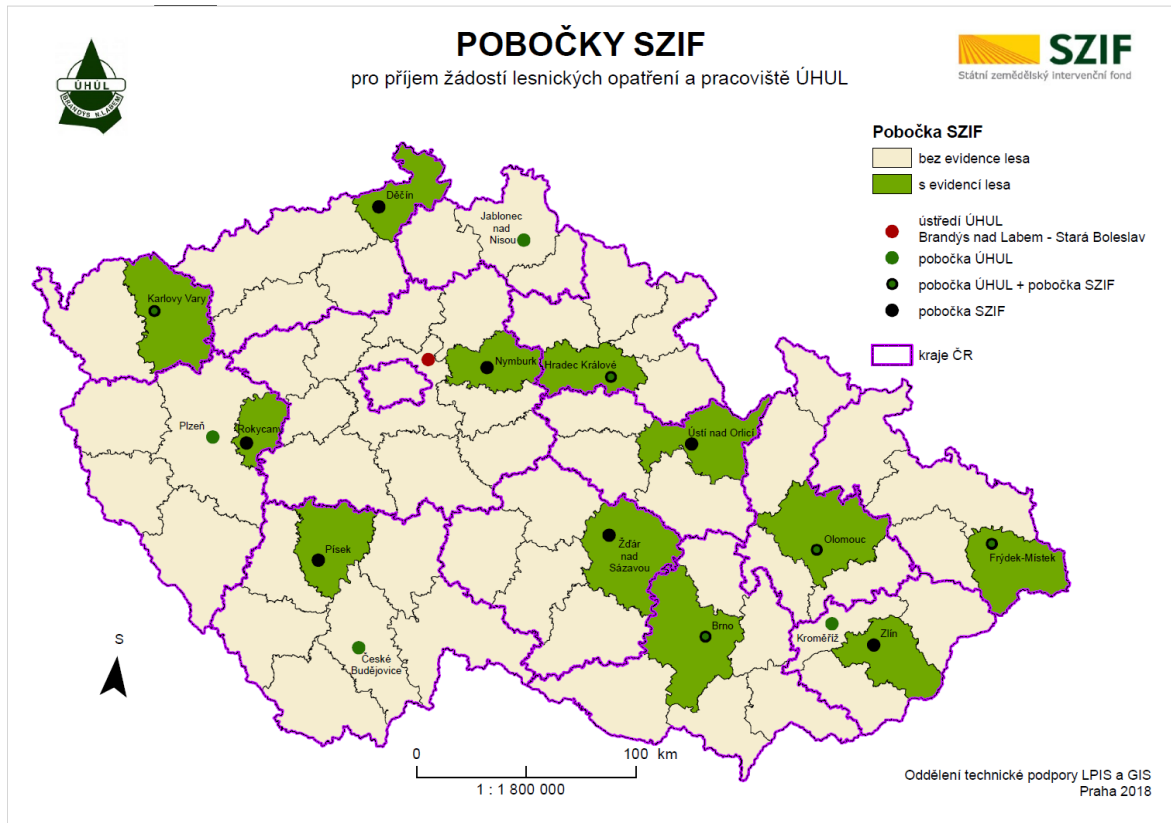 POBOČKY SZIF
pro příjem žádostí lesnických opatření a pracoviště ÚHUL
ÚHÚL
BRANDÝS N.LABEM
SZIF
Státní zemědělský intervenční fond
Pobočka SZIF
bez evidence lesa
s evidencí lesa
ústředí ÚHUL
Brandýs nad Labem - Stará Boleslav
pobočka ÚHUL
pobočka ÚHUL + pobočka SZIF
pobočka SZIF
kraje ČR
Děčín
Jablonec
nad
Nisou
Karlovy Vary
Nymburk
Hradec Králové
Plzeň
Rokycany
Ústí nad Orlicí
Písek
Žďár
nad
Sázavou
Olomouc
Frýdek-Místek
Brno
Kroměříž
Zlín
České
Budějovice
S
0
100 km
1 : 1 800 000
Oddělení technické podpory LPIS a GIS
Praha 2018